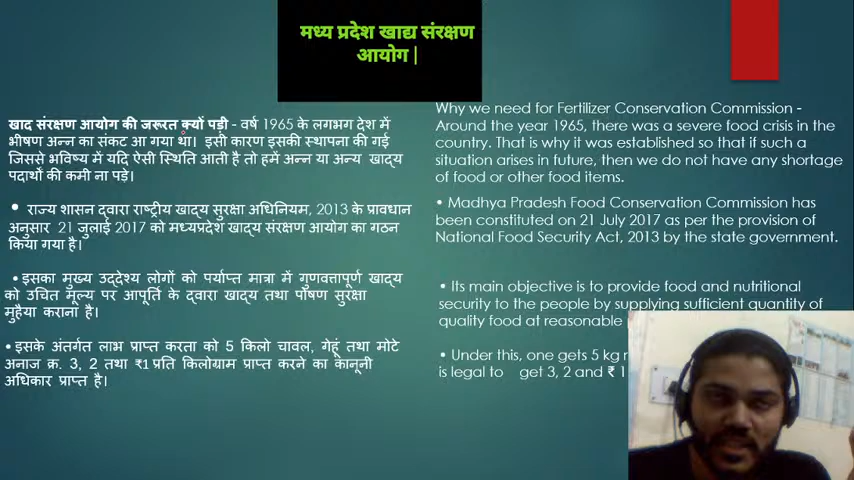 मध्य प्रदेश खाद्य संरक्षण
आयोग |
खाद संरक्षण आयोग की जरूरत क्यों पड़ी - वर्ष 1965 के लगभग देश में
भीषण अन्न का संकट आ गया था। इसी कारण इसकी स्थापना की गई
जिससे भविष्य में यदि ऐसी स्थिति आती है तो हमें अन्न या अन्य खाद्य
पदार्थों की कमी ना पड़े।
• राज्य शासन द्वारा राष्ट्रीय खाद्य सुरक्षा अधिनियम, 2013 के प्रावधान
अनुसार 21 जुलाई 2017 को मध्यप्रदेश खाद्य संरक्षण आयोग का गठन
किया गया है।
• इसका मुख्य उद्देश्य लोगों को पर्याप्त मात्रा में गुणवत्तापूर्ण खाद्य
को उचित मूल्य पर आपूर्ति के द्वारा खाद्य तथा पोषण सुरक्षा
मुहैया कराना है।
• इसके अंतर्गत लाभ प्राप्त करता को 5 किलो चावल, गेहूं तथा मोटे
अनाज क्र. 3, 2 तथा ₹1 प्रति किलोग्राम प्राप्त करने का कानूनी
अधिकार प्राप्त है।
Why we need for Fertilizer Conservation Commission -
Around the year 1965, there was a severe food crisis in the
country. That is why it was established so that if such a
situation arises in future, then we do not have any shortage
of food or other food items.
• Madhya Pradesh Food Conservation Commission has
been constituted on 21 July 2017 as per the provision of
National Food Security Act, 2013 by the state government.
• Its main objective is to provide food and nutritional
security to the people by supplying sufficient quantity of
quality food at reasonable
• Under this, one gets 5 kg
is legal to get 3, 2 and ₹ 1